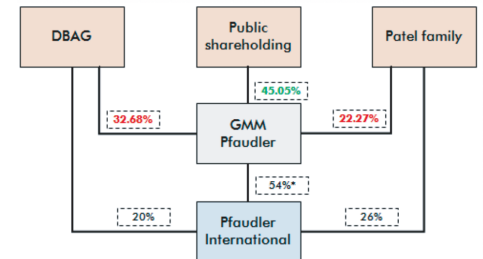 DBAG
Public
shareholding
Patel family
45.05%
32.68%
GMM
Pfaudler
22.27%
54%*
20%
Pfaudler
International
26%